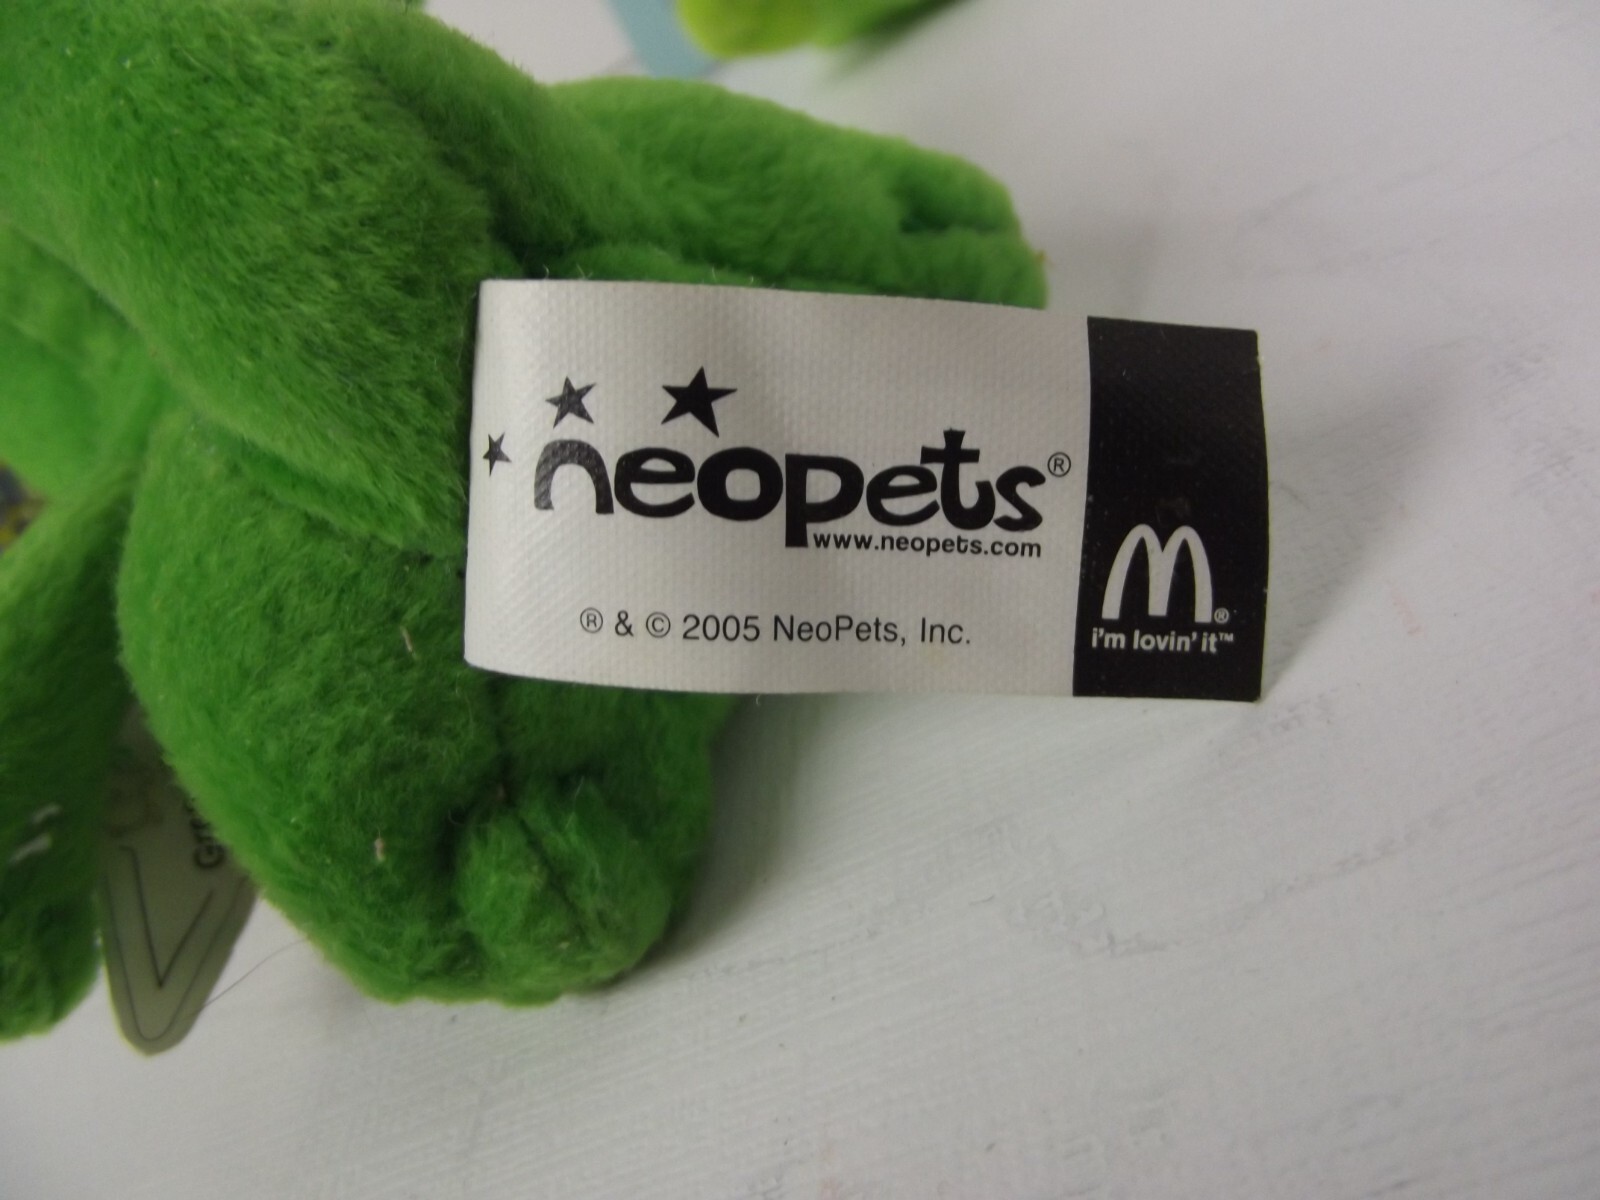 neopets®
www.neopets.com
® & © 2005 NeoPets, Inc.
M®
i'm lovin' it™